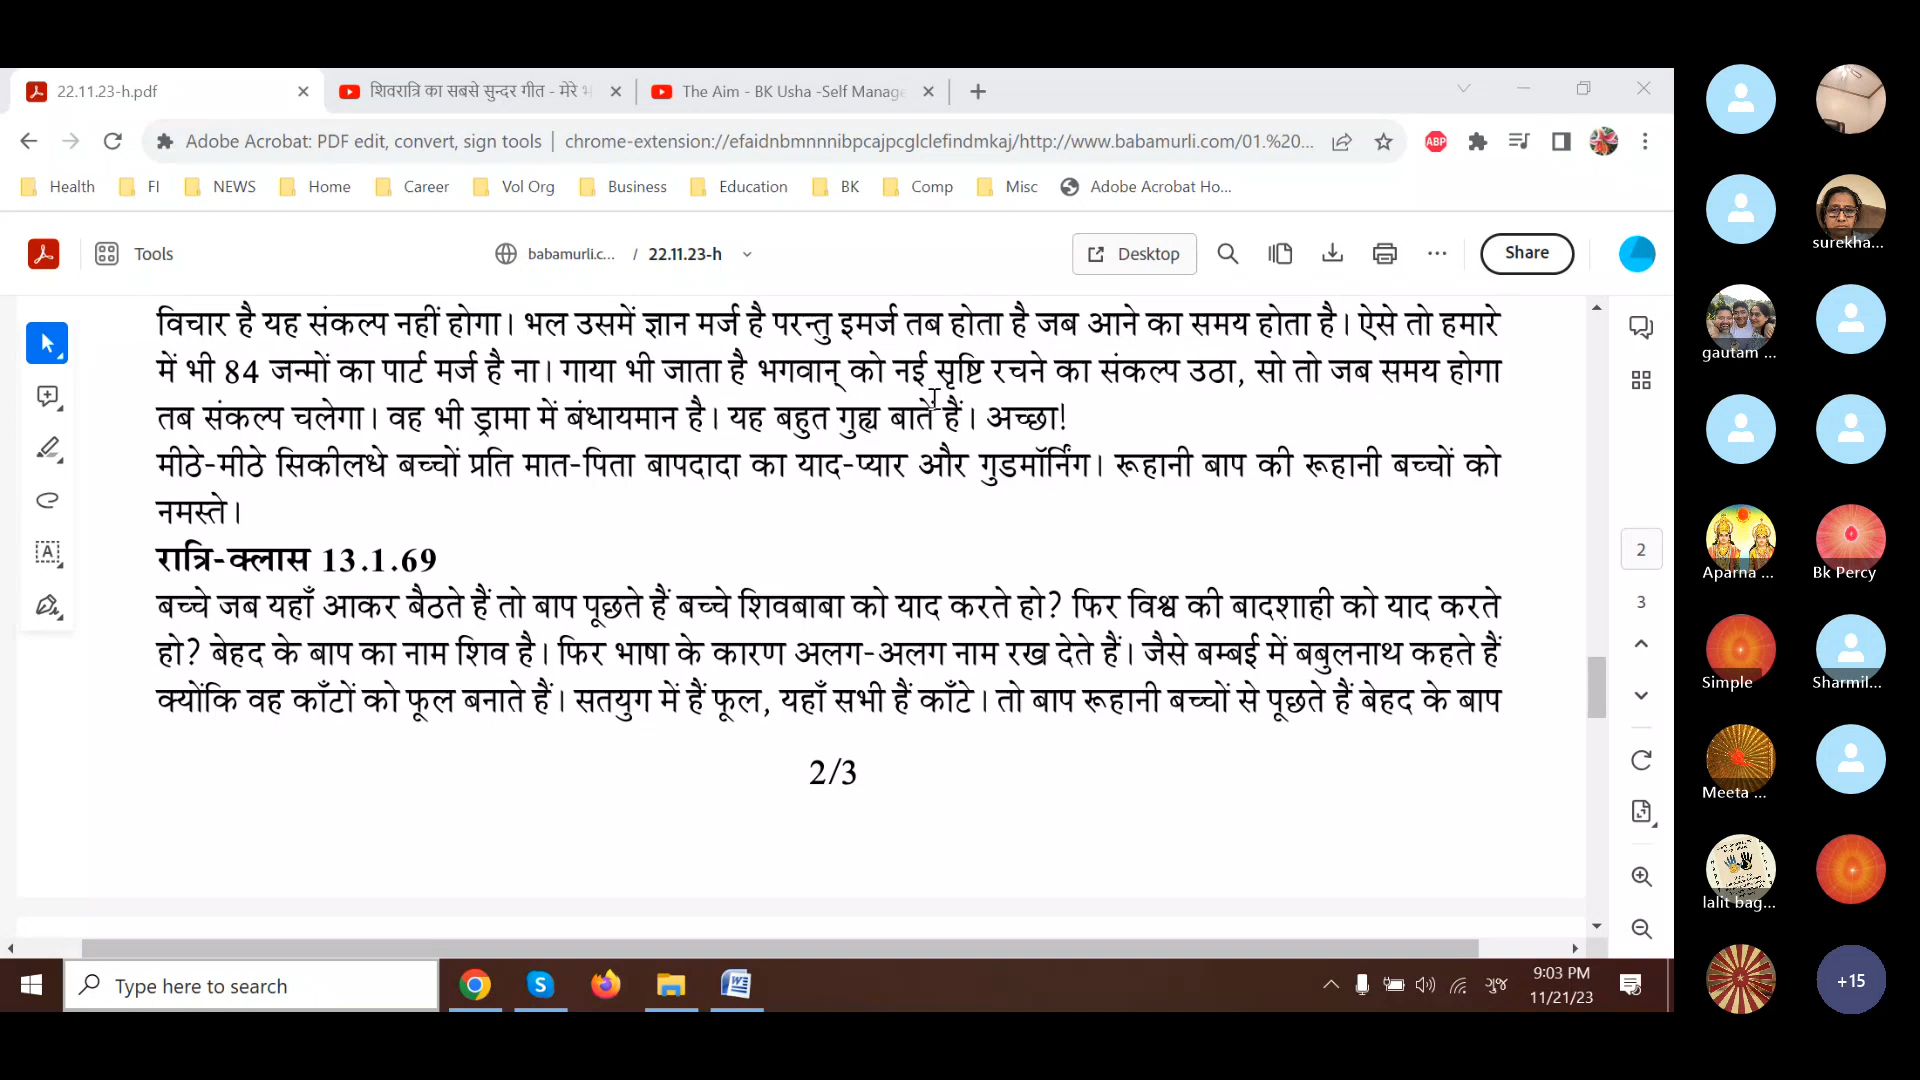 22.11.23-h.pdf
शिवरात्रि का सबसे सुन्दर गीत - मेरे भ
The Aim - BK Usha -Self Manage
Adobe Acrobat: PDF edit, convert, sign tools | chrome-extension://efaidnbmnnnibpcajpcglclefindmkaj/http://www.babamurli.com/01.%20...
ABP
Health FI NEWS Home Career Vol Org Business Education BK Comp Misc Adobe Acrobat Ho...
Tools babamurli.c... / 22.11.23-h Desktop Share
विचार है यह संकल्प नहीं होगा। भल उसमें ज्ञान मर्ज है परन्तु इमर्ज तब होता है जब आने का समय होता है। ऐसे तो हमारे
में भी 84 जन्मों का पार्ट मर्ज है ना। गाया भी जाता है भगवान् को नई सृष्टि रचने का संकल्प उठा, सो तो जब समय होगा
तब संकल्प चलेगा। वह भी ड्रामा में बंधायमान है। यह बहुत गुह्य बातें हैं। अच्छा!
मीठे-मीठे सिकीलधे बच्चों प्रति मात-पिता बापदादा का याद-प्यार और गुडमॉर्निंग। रूहानी बाप की रूहानी बच्चों को
नमस्ते।
रात्रि-क्लास 13.1.69
बच्चे जब यहाँ आकर बैठते हैं तो बाप पूछते हैं बच्चे शिवबाबा को याद करते हो? फिर विश्व की बादशाही को याद करते
हो? बेहद के बाप का नाम शिव है। फिर भाषा के कारण अलग-अलग नाम रख देते हैं। जैसे बम्बई में बबुलनाथ कहते हैं
क्योंकि वह काँटों को फूल बनाते हैं। सतयुग में हैं फूल, यहाँ सभी हैं काँटे। तो बाप रूहानी बच्चों से पूछते हैं बेहद के बाप
2/3
2
3
surekha...
gautam ...
Aparna ...
Bk Percy
Simple
Sharmil...
Meeta ...
lalit bag...
+15
Type here to search
ગુજ
9:03 PM
11/21/23